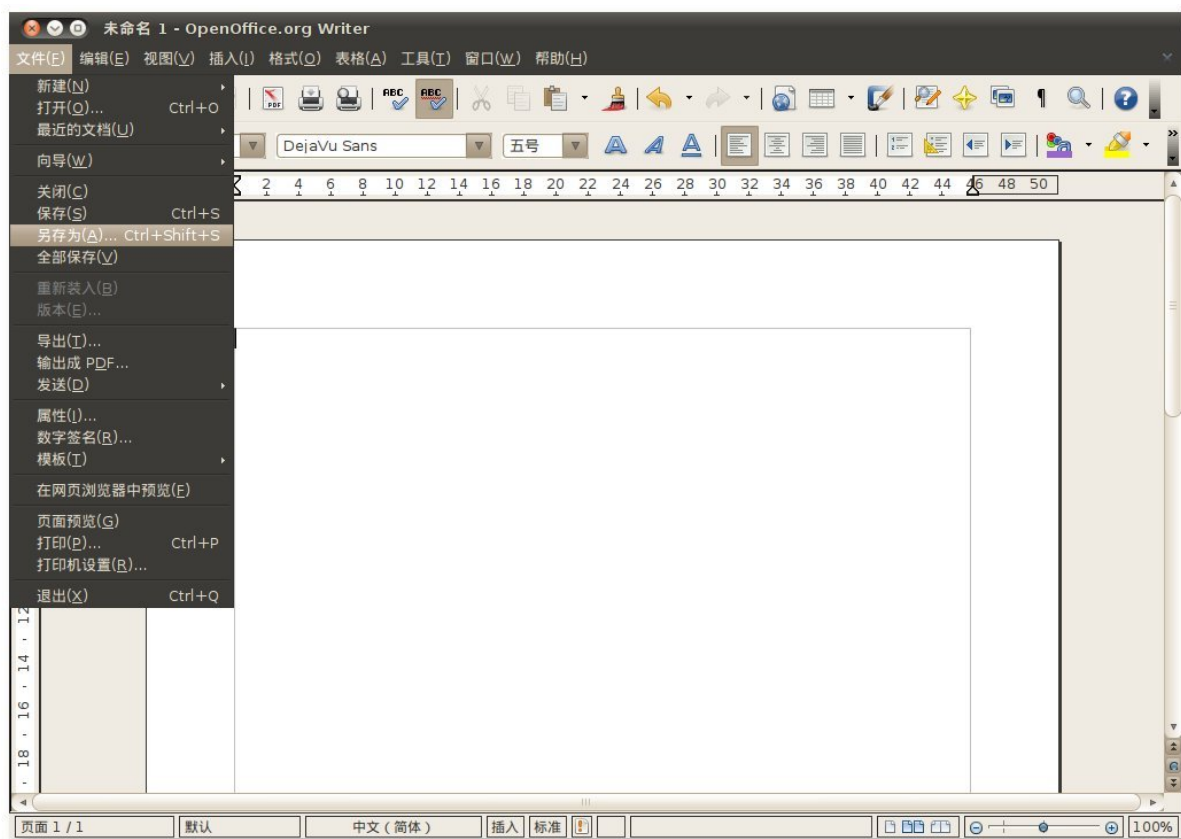 未命名 1 - OpenOffice.org Writer
文件(F) 编辑(E) 视图(V) 插入(I) 格式(O) 表格(A) 工具(T) 窗口(W) 帮助(H)
新建(N)
打开(O)... Ctrl+O
最近的文档(U)
向导(W)
关闭(C)
保存(S) Ctrl+S
另存为(A)... Ctrl+Shift+S
全部保存(V)
重新装入(B)
版本(E)...
导出(T)...
输出成 PDF...
发送(D)
属性(I)...
数字签名(R)...
模板(T)
在网页浏览器中预览(F)
页面预览(G)
打印(P)... Ctrl+P
打印机设置(R)...
退出(X) Ctrl+Q
PDF ABC ABC
DejaVu Sans 五号
2 4 6 8 10 12 14 16 18 20 22 24 26 28 30 32 34 36 38 40 42 44 46 48 50
12
14
16
18
页面 1 / 1 默认 中文（简体） 插入 标准 100%